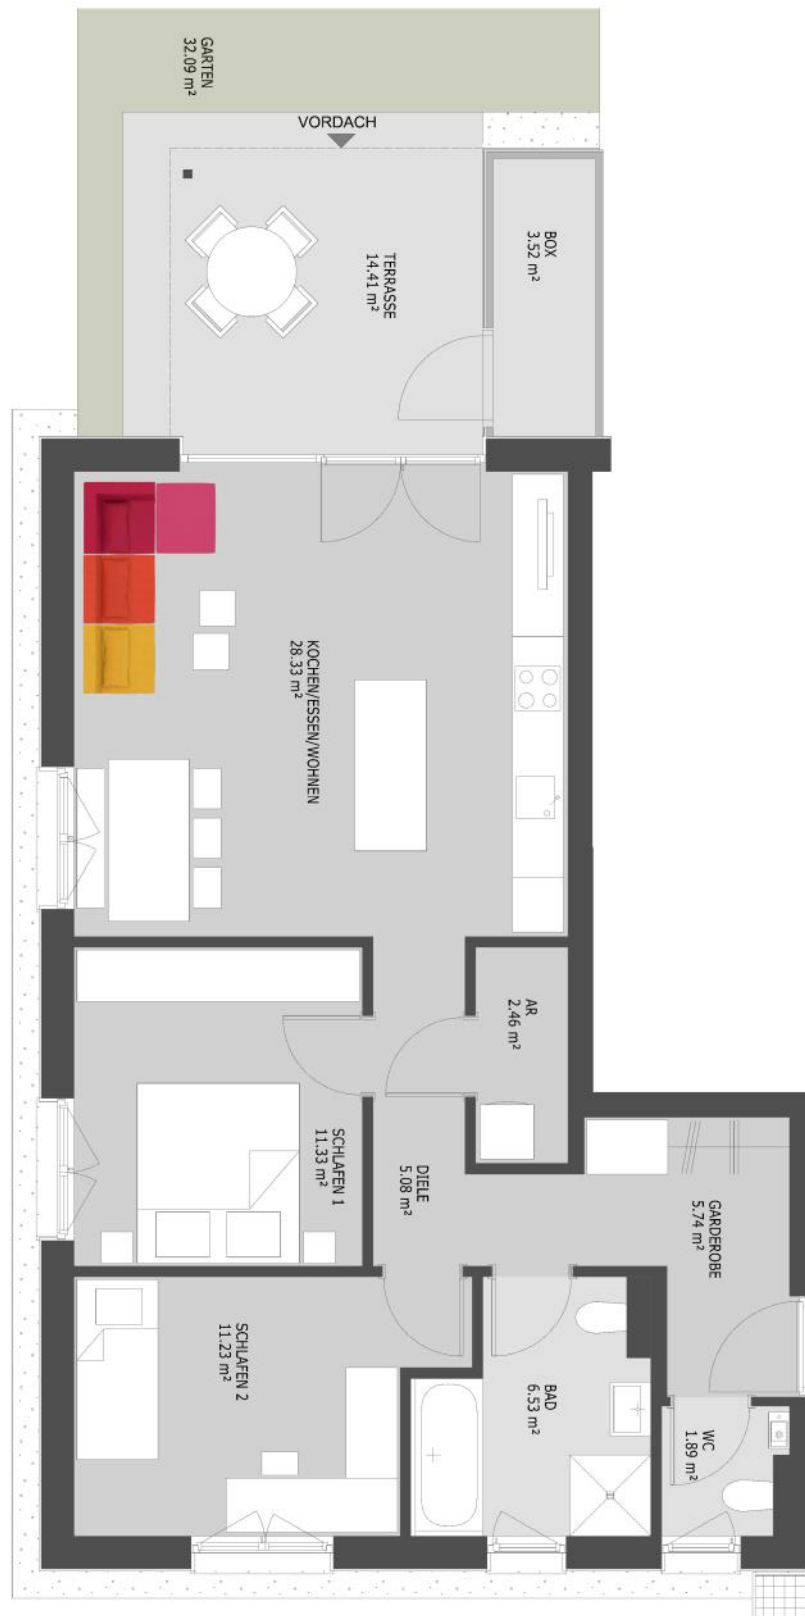 GARTEN
32.09 m²
VORDACH
BOX
3.52 m²
TERRASSE
14.41 m²
KOCHEN/ESSEN/WOHNEN
28.33 m²
AR
2.46 m²
SCHLAFEN 1
11.33 m²
DIELE
5.08 m²
GARDEROBE
5.74 m²
SCHLAFEN 2
11.23 m²
BAD
6.53 m²
WC
1.89 m²